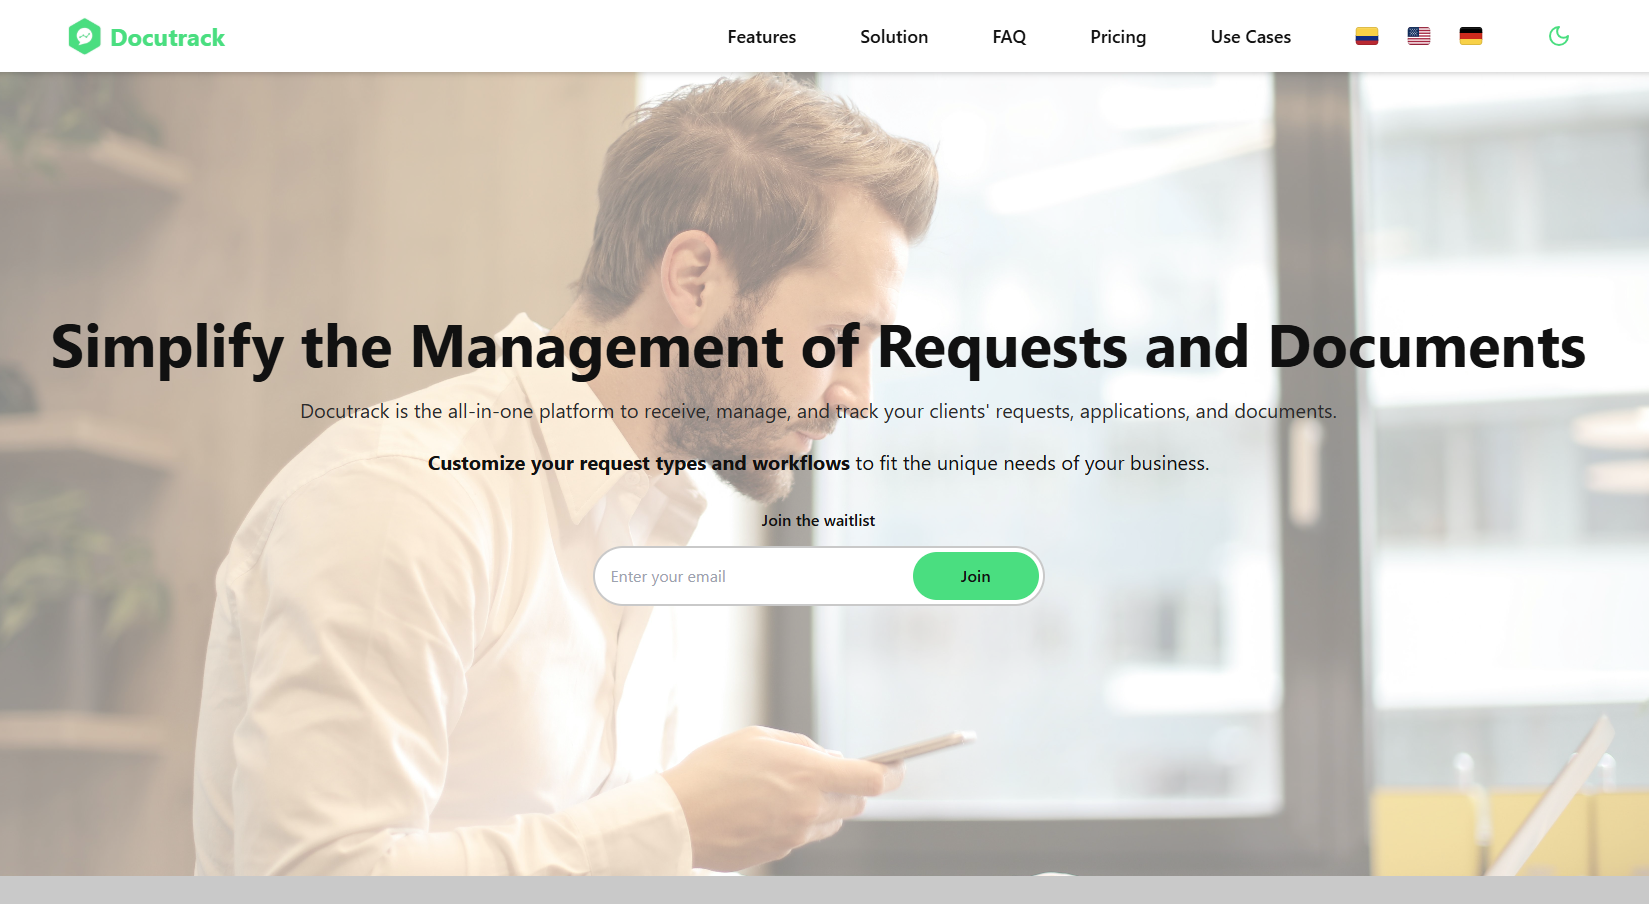 Docutrack
Features
Solution
FAQ
Pricing
Use Cases
Simplify the Management of Requests and Documents
Docutrack is the all-in-one platform to receive, manage, and track your clients' requests, applications, and documents.
Customize your request types and workflows to fit the unique needs of your business.
Join the waitlist
Enter your email
Join